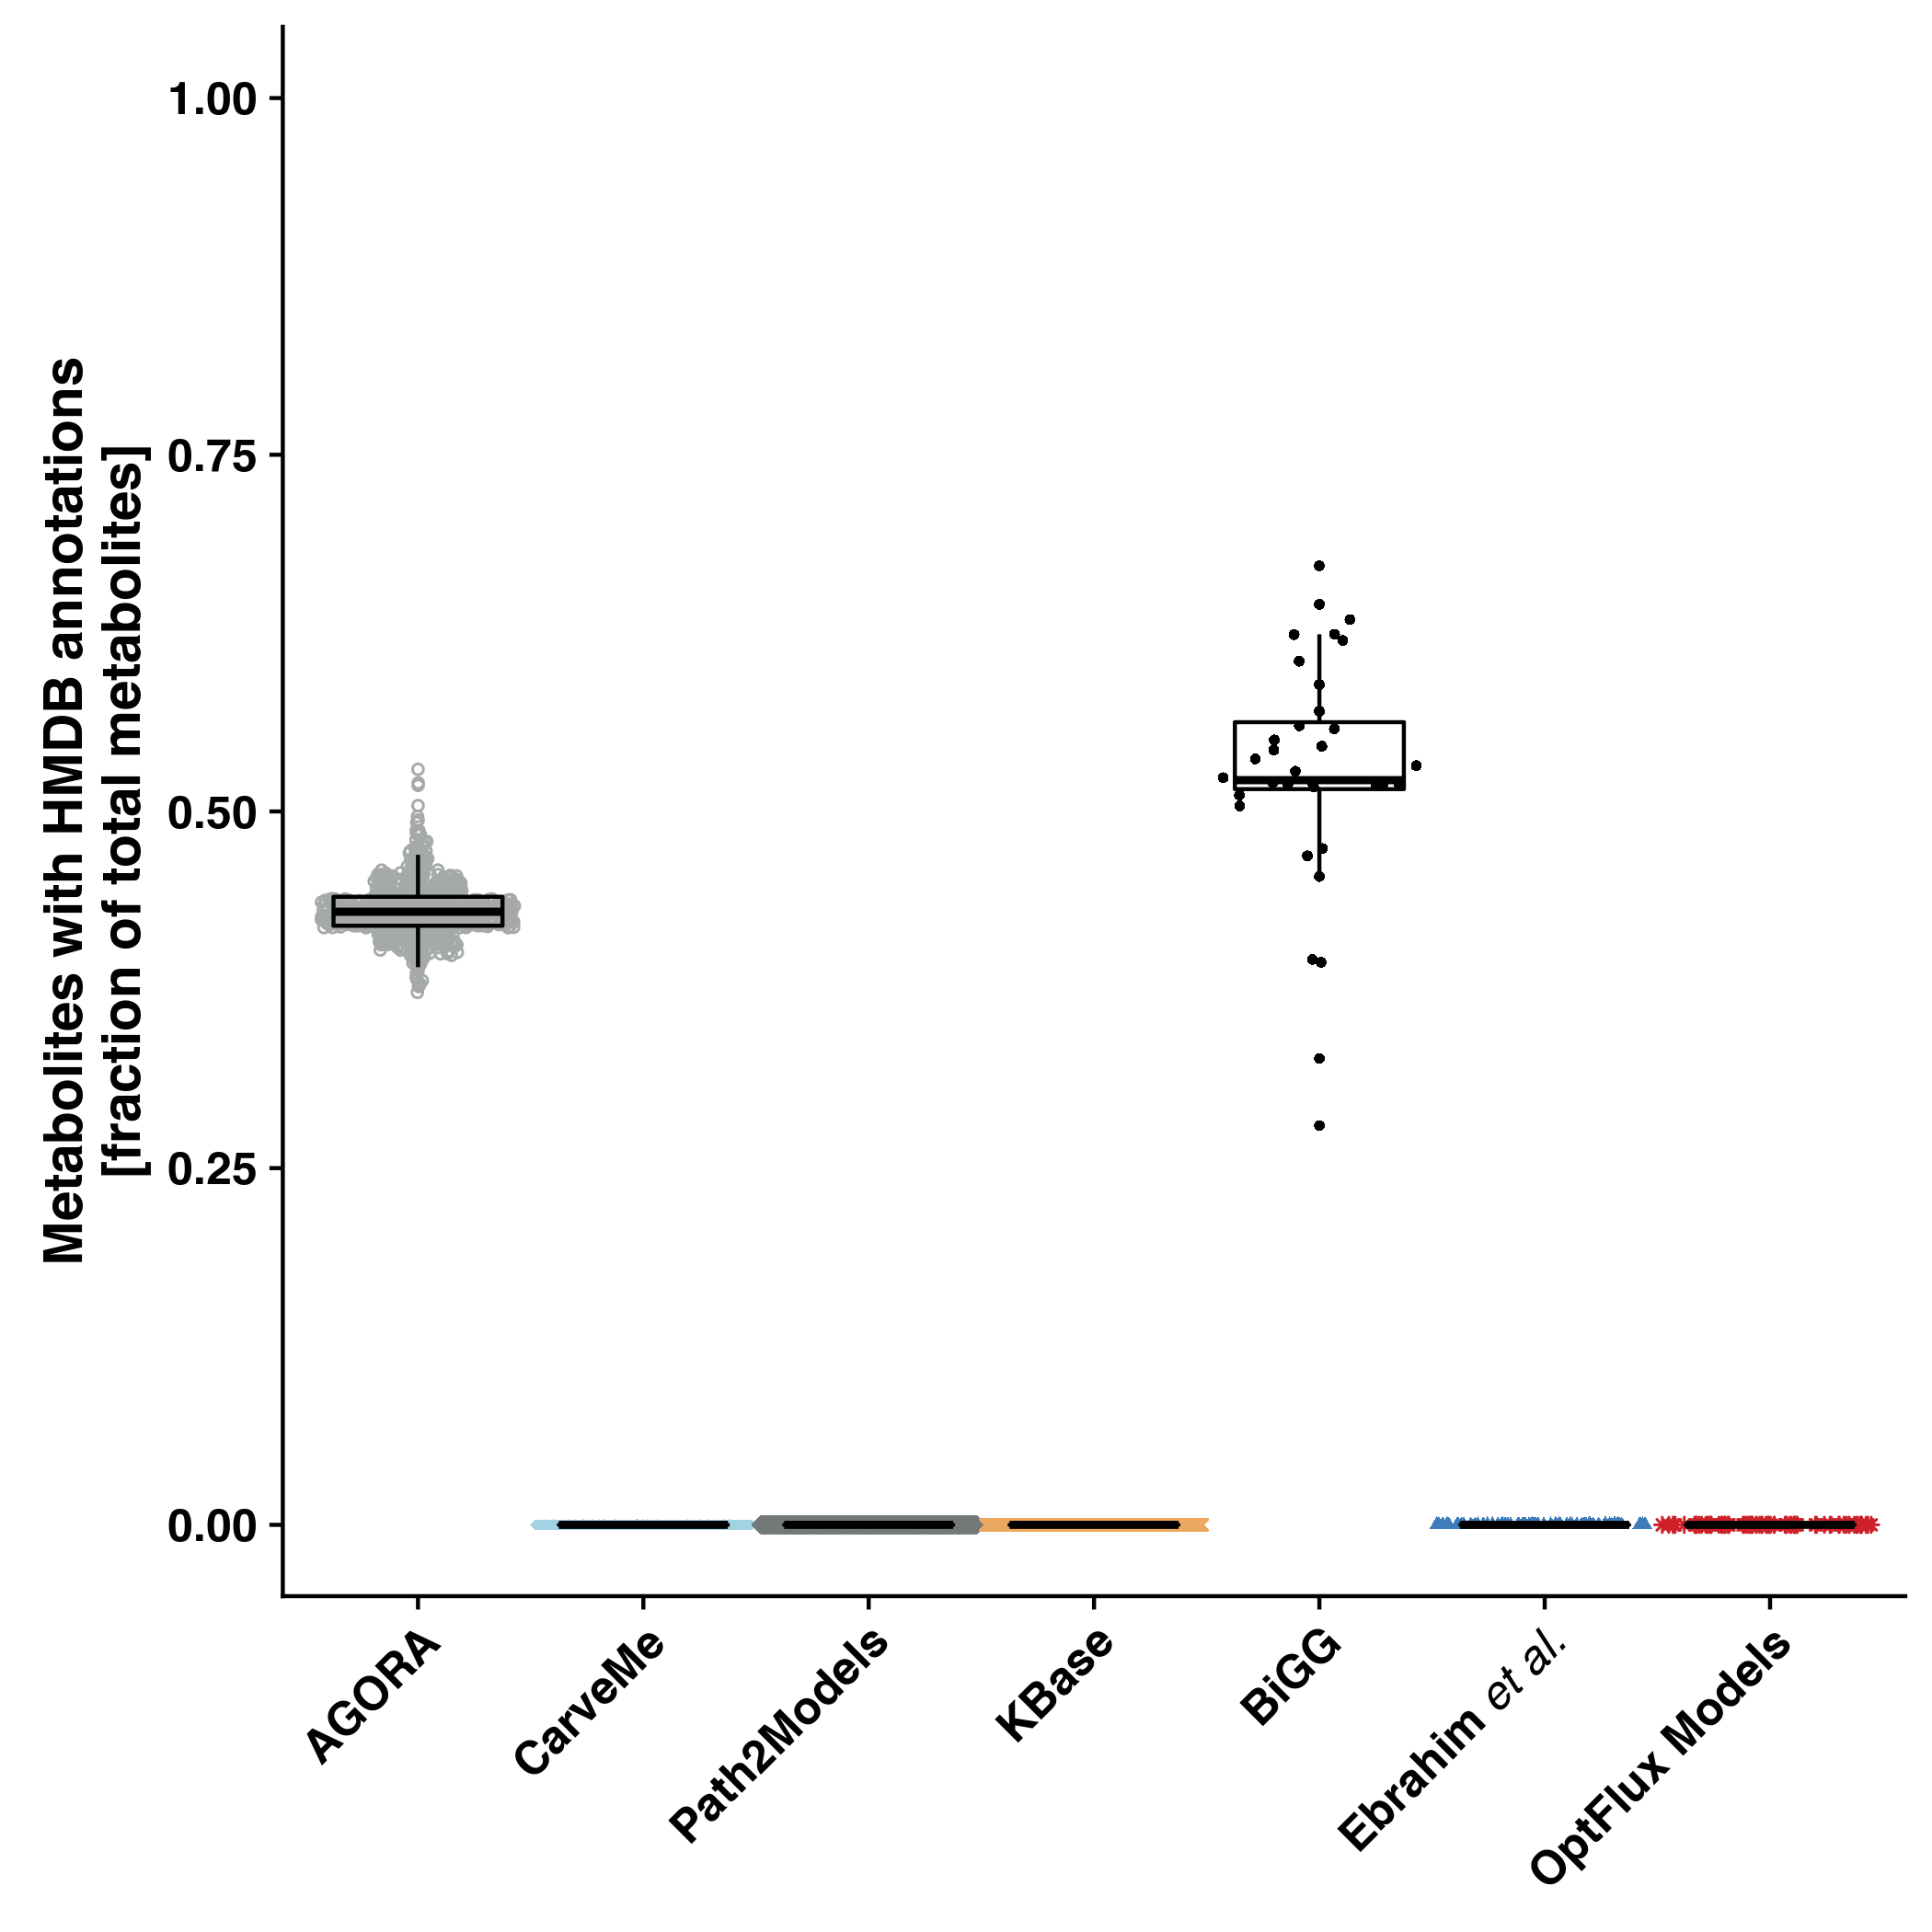 Metabolites with HMDB annotations
[fraction of total metabolites]
1.00
0.75
0.50
0.25
0.00
AGORA
CarveMe
Path2Models
KBase
BiGG
Ebrahim et al.
OptFlux Models